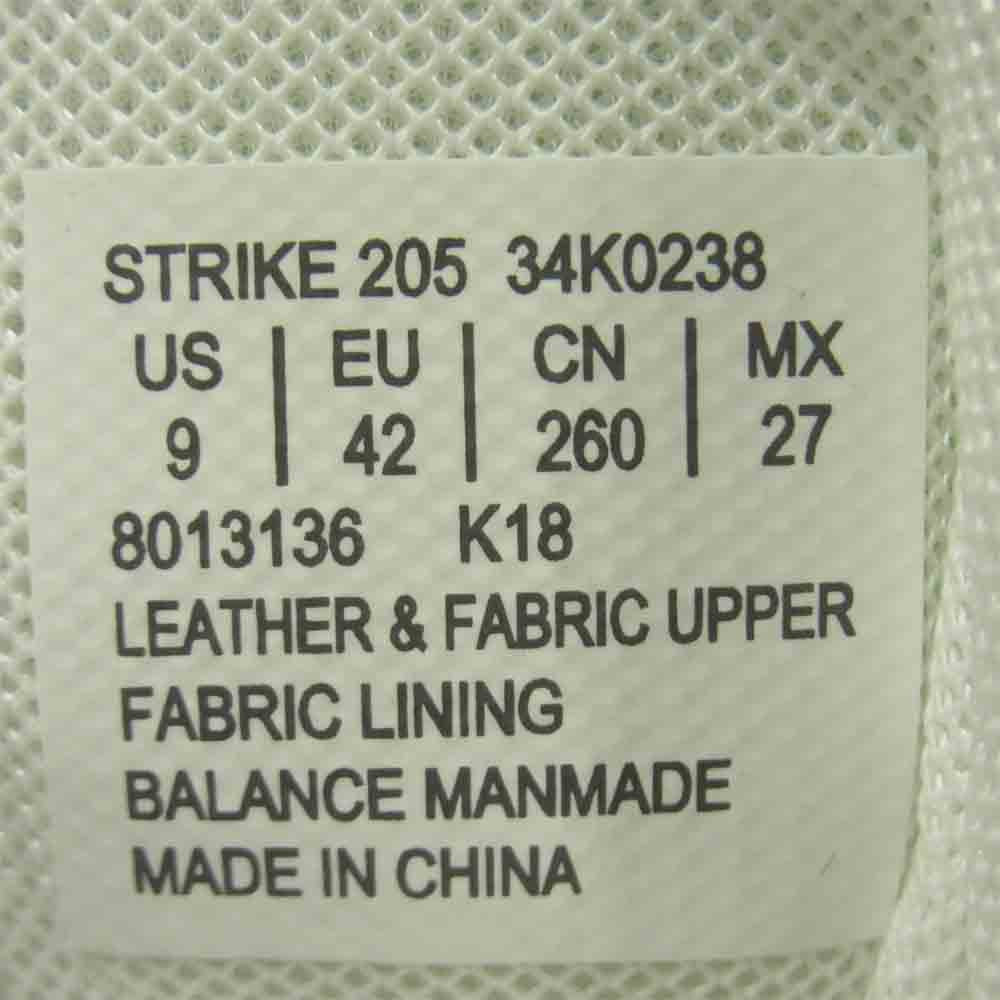 STRIKE 205 34K0238
US | EU | CN | MX
9 | 42 | 260 | 27
8013136 K18
LEATHER & FABRIC UPPER
FABRIC LINING
BALANCE MANMADE
MADE IN CHINA